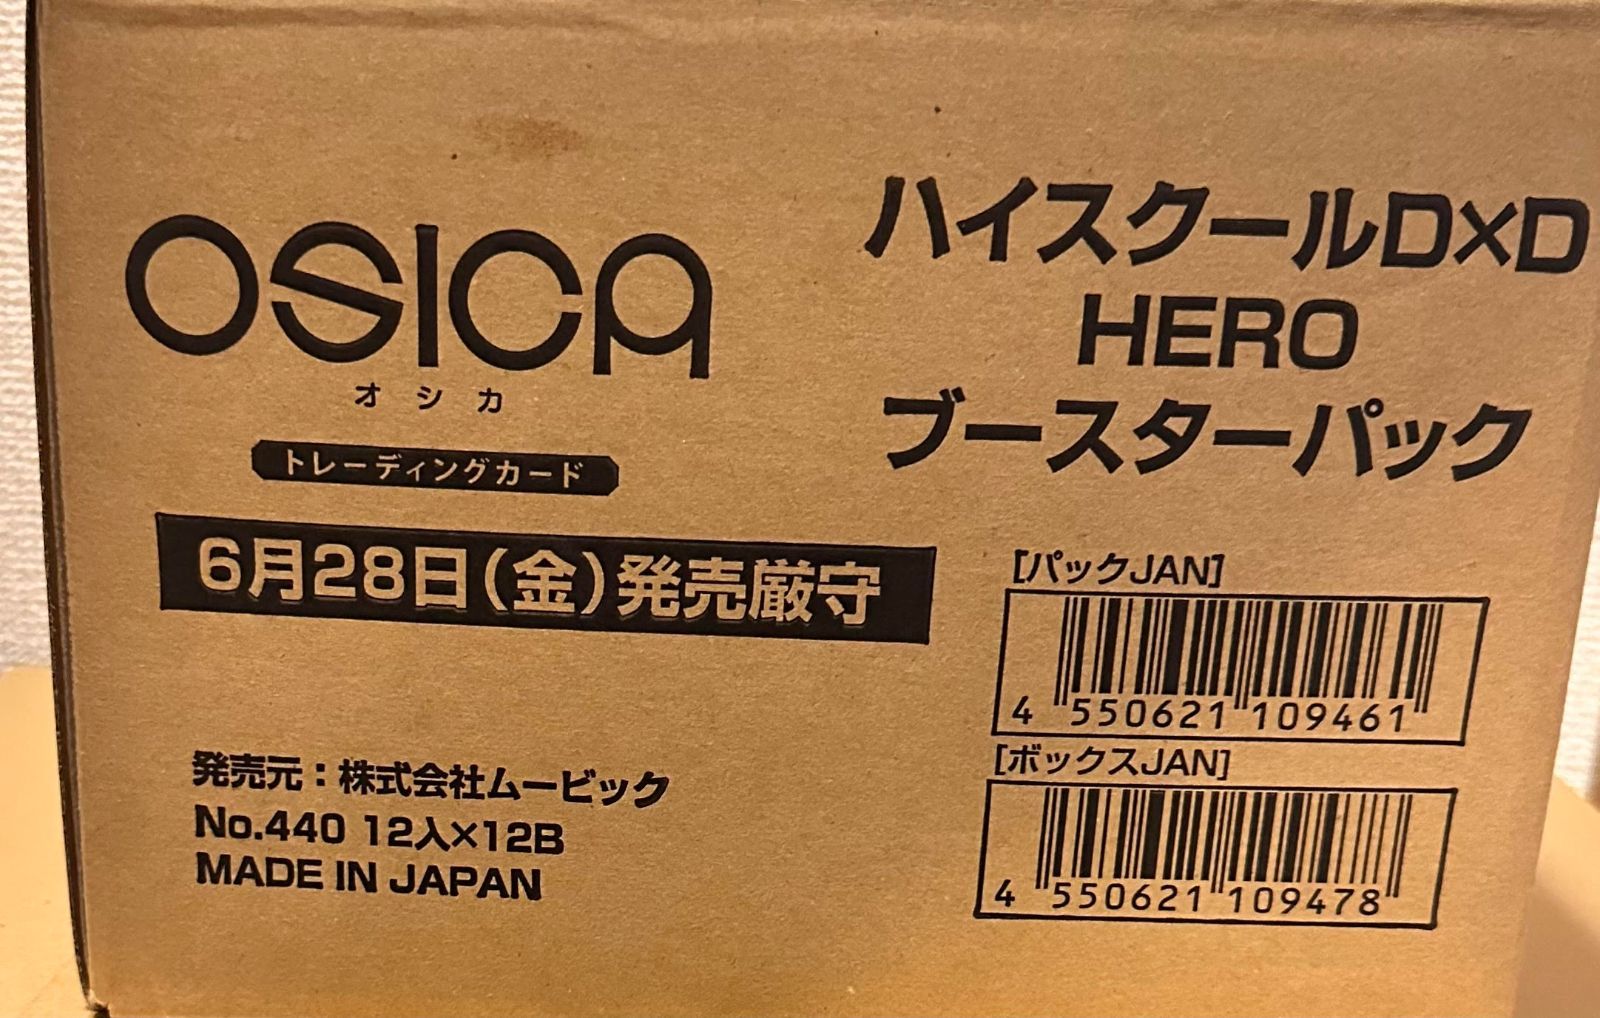 OSICA
オシカ
トレーディングカード
6月28日(金)発売厳守
ハイスクールD×D
HERO
ブースターパック
[パックJAN]
4 550621 109461
[ボックスJAN]
4 550621 109478
発売元：株式会社ムービック
No.440 12入×12B
MADE IN JAPAN